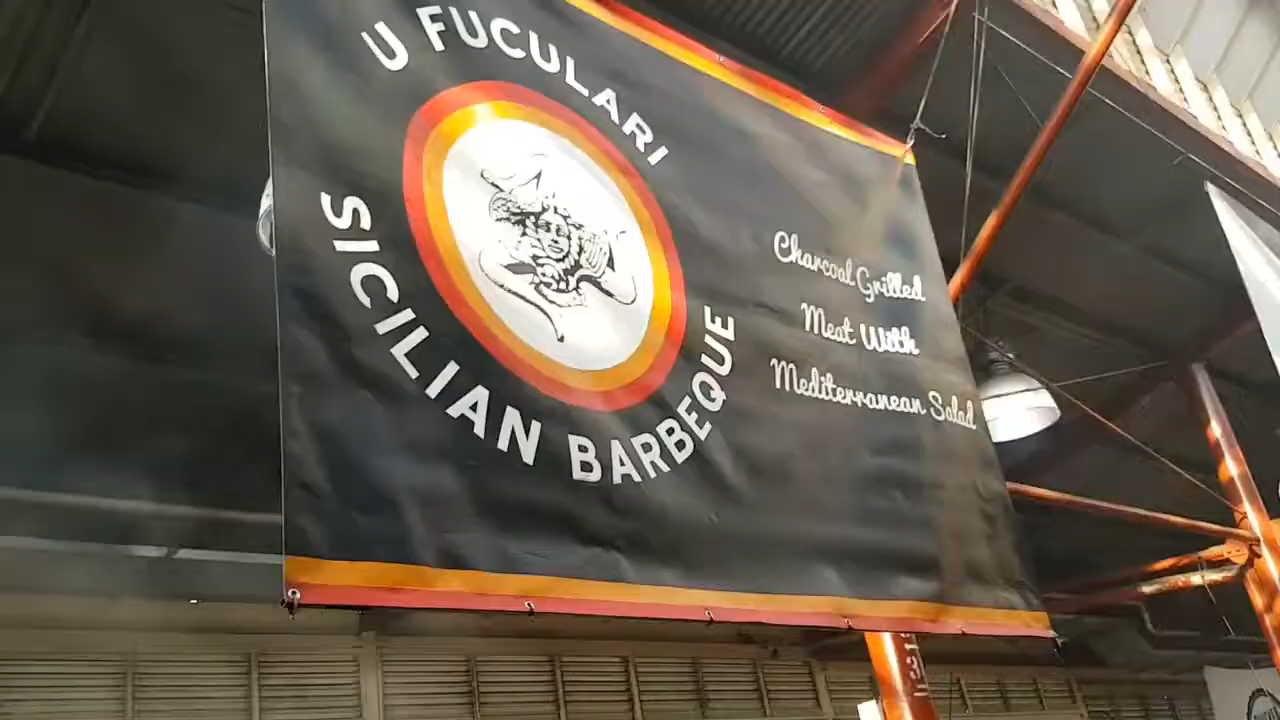 U FUCULARI
SICILIAN BARBEQUE
Charcoal Grilled
Meat With
Mediterranean Salad